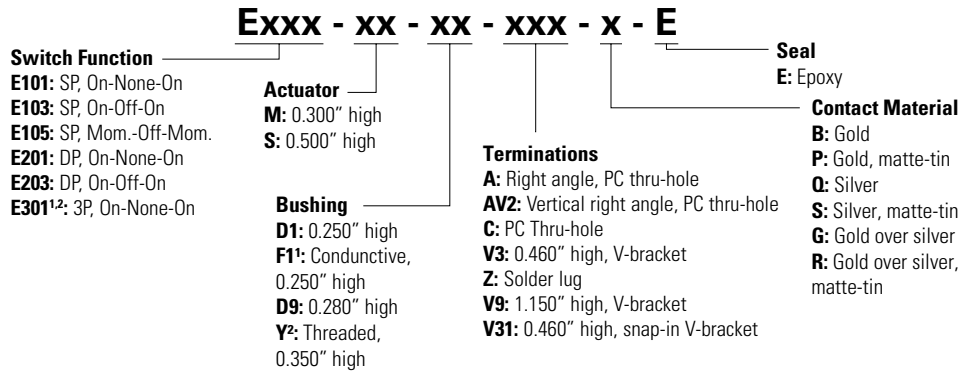 Exxx - xx - xx - xxx - x - E
Switch Function
E101: SP, On-None-On
E103: SP, On-Off-On
E105: SP, Mom.-Off-Mom.
E201: DP, On-None-On
E203: DP, On-Off-On
E301¹,²: 3P, On-None-On
Actuator
M: 0.300” high
S: 0.500” high
Bushing
D1: 0.250” high
F1¹: Condunctive,
0.250” high
D9: 0.280” high
Y²: Threaded,
0.350” high
Terminations
A: Right angle, PC thru-hole
AV2: Vertical right angle, PC thru-hole
C: PC Thru-hole
V3: 0.460” high, V-bracket
Z: Solder lug
V9: 1.150” high, V-bracket
V31: 0.460” high, snap-in V-bracket
Seal
E: Epoxy
Contact Material
B: Gold
P: Gold, matte-tin
Q: Silver
S: Silver, matte-tin
G: Gold over silver
R: Gold over silver,
matte-tin